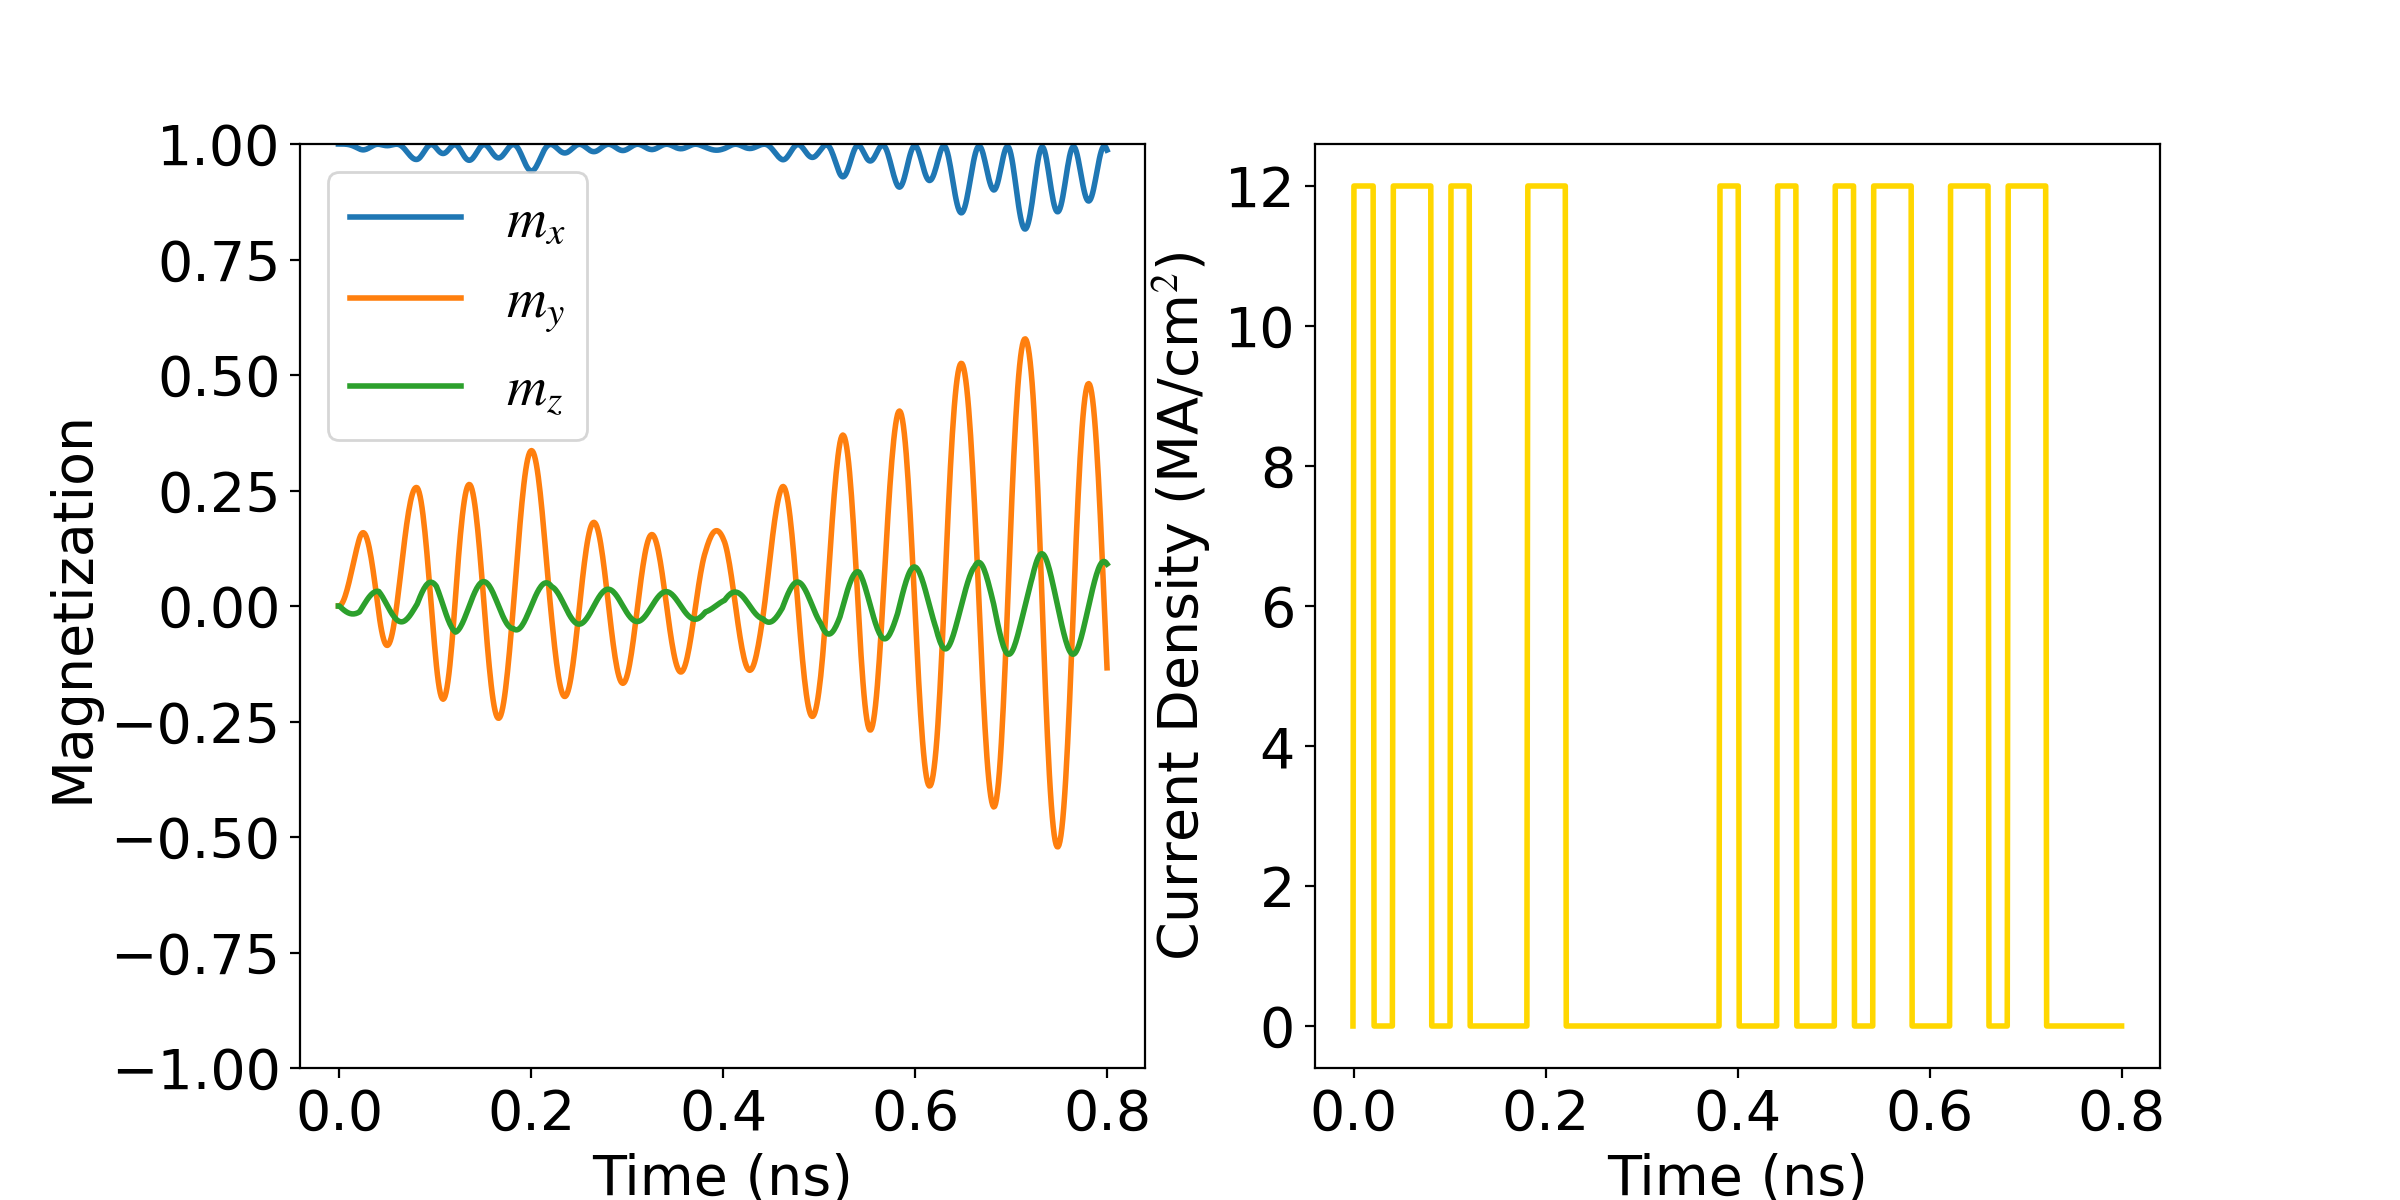 1.00
0.75
0.50
0.25
0.00
−0.25
−0.50
−0.75
−1.00
Magnetization
m_x
m_y
m_z
0.0 0.2 0.4 0.6 0.8
Time (ns)
12
10
8
6
4
2
0
Current Density (MA/cm²)
0.0 0.2 0.4 0.6 0.8
Time (ns)